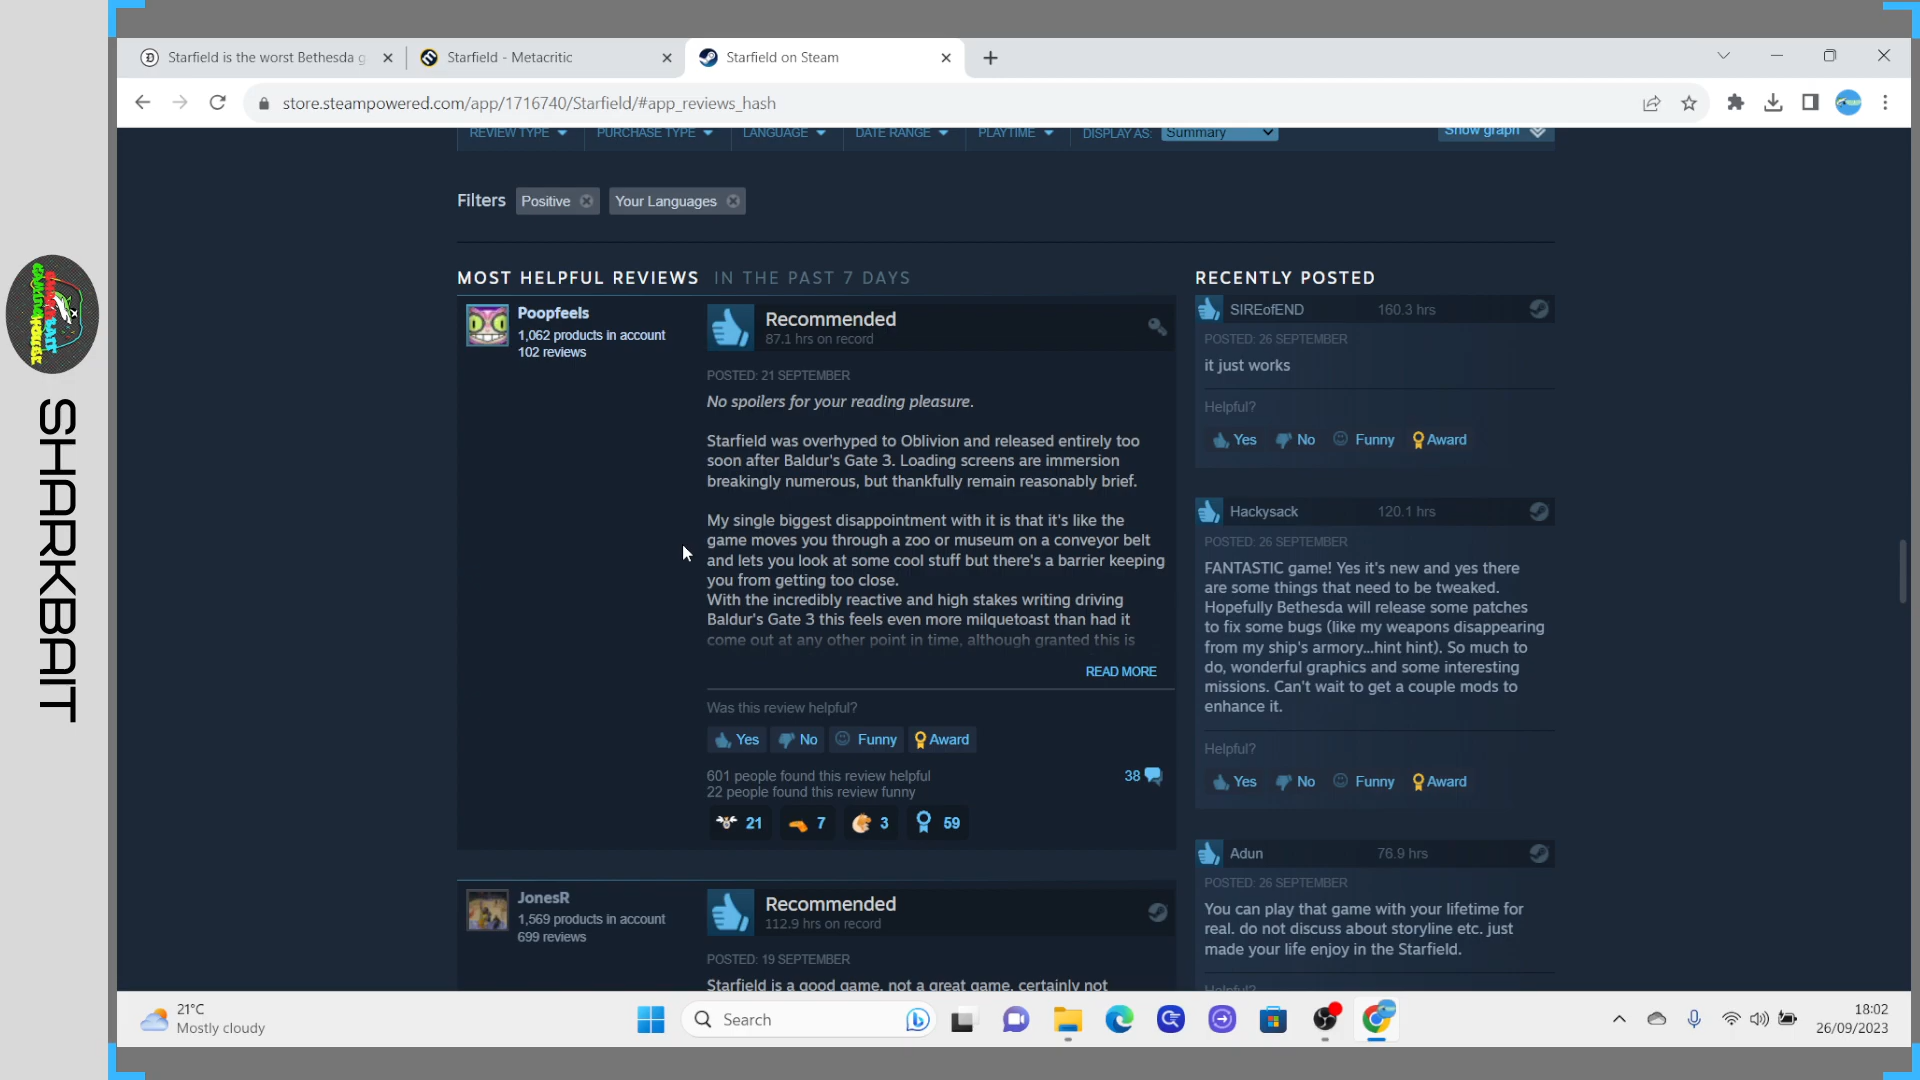 Starfield is the worst Bethesda g
Starfield - Metacritic
Starfield on Steam
store.steampowered.com/app/1716740/Starfield/#app_reviews_hash
REVIEW TYPE
PURCHASE TYPE
LANGUAGE
DATE RANGE
PLAYTIME
DISPLAY AS:
Summary
Show graph
Filters
Positive
Your Languages
MOST HELPFUL REVIEWS IN THE PAST 7 DAYS
Poopfeels
1,062 products in account
102 reviews
Recommended
87.1 hrs on record
POSTED: 21 SEPTEMBER
No spoilers for your reading pleasure.
Starfield was overhyped to Oblivion and released entirely too
soon after Baldur's Gate 3. Loading screens are immersion
breakingly numerous, but thankfully remain reasonably brief.
My single biggest disappointment with it is that it's like the
game moves you through a zoo or museum on a conveyor belt
and lets you look at some cool stuff but there's a barrier keeping
you from getting too close.
With the incredibly reactive and high stakes writing driving
Baldur's Gate 3 this feels even more milquetoast than had it
come out at any other point in time, although granted this is
READ MORE
Was this review helpful?
Yes No Funny Award
601 people found this review helpful
22 people found this review funny
38
21 7 3 59
JonesR
1,569 products in account
699 reviews
Recommended
112.9 hrs on record
POSTED: 19 SEPTEMBER
Starfield is a good game, not a great game, certainly not
RECENTLY POSTED
SIREofEND 160.3 hrs
POSTED: 26 SEPTEMBER
it just works
Helpful?
Yes No Funny Award
Hackysack 120.1 hrs
POSTED: 26 SEPTEMBER
FANTASTIC game! Yes it's new and yes there
are some things that need to be tweaked.
Hopefully Bethesda will release some patches
to fix some bugs (like my weapons disappearing
from my ship's armory...hint hint). So much to
do, wonderful graphics and some interesting
missions. Can't wait to get a couple mods to
enhance it.
Helpful?
Yes No Funny Award
Adun 76.9 hrs
POSTED: 26 SEPTEMBER
You can play that game with your lifetime for
real. do not discuss about storyline etc. just
made your life enjoy in the Starfield.
Helpful?
21°C
Mostly cloudy
Search
18:02
26/09/2023
SHARKBAIT